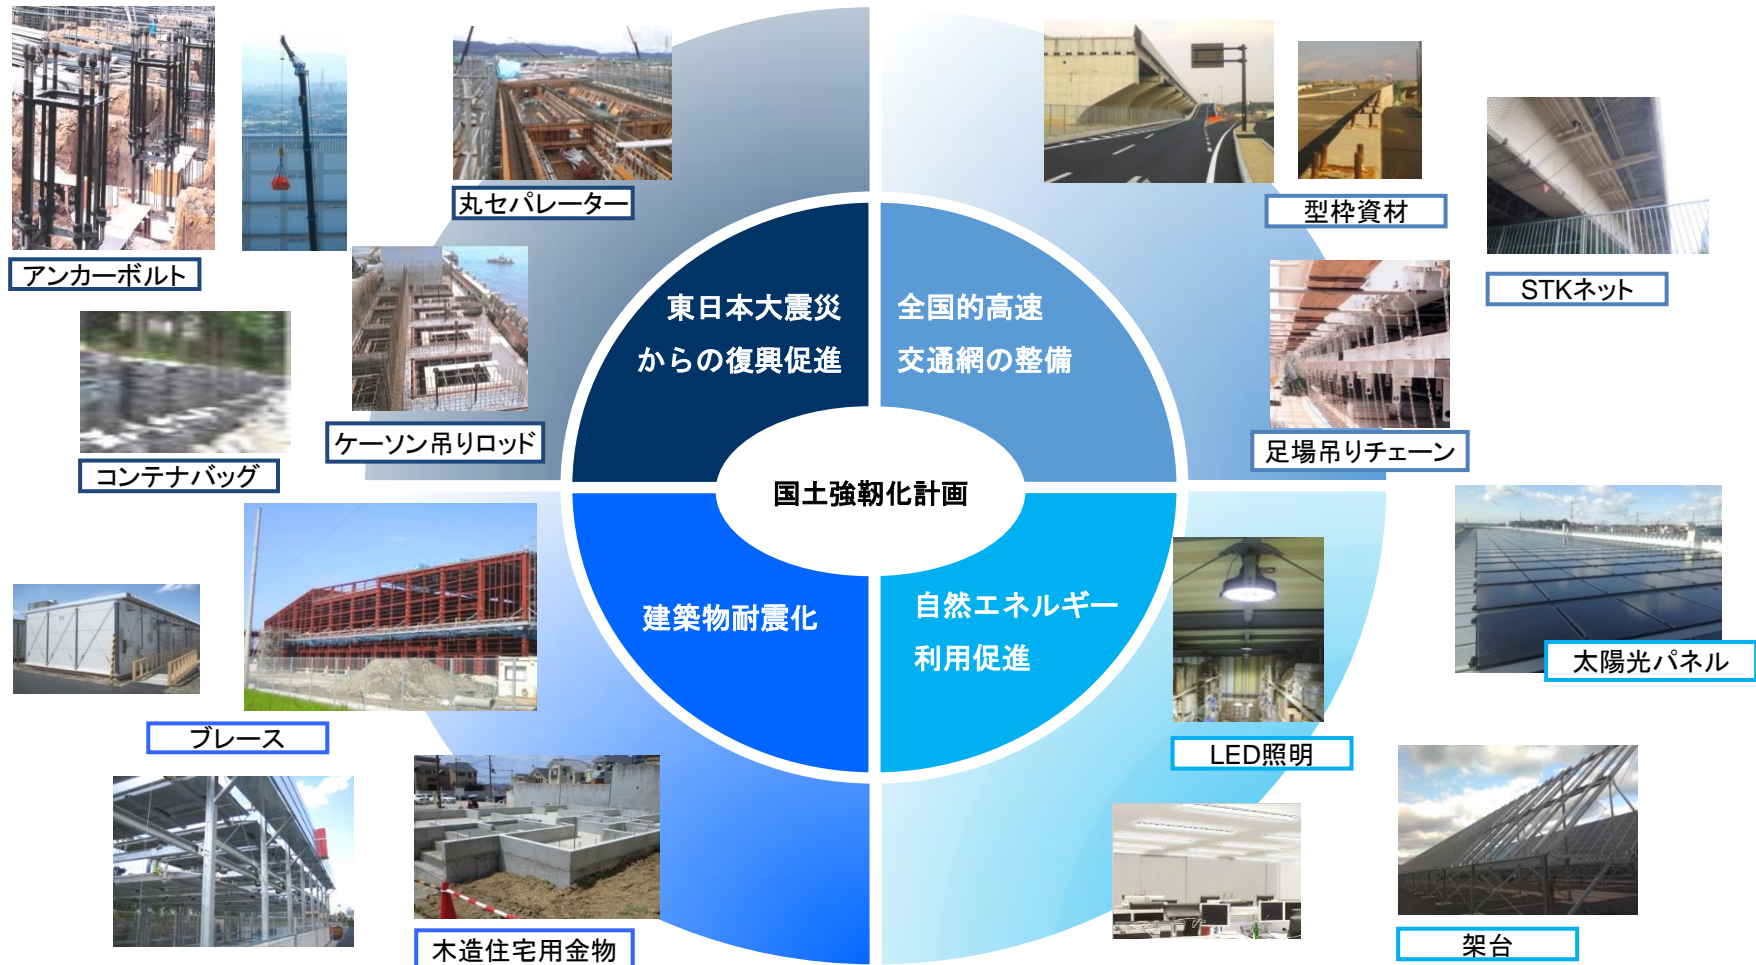 丸セパレーター
型枠資材
アンカーボルト
STKネット
東日本大震災
からの復興促進
全国的高速
交通網の整備
ケーソン吊りロッド
足場吊りチェーン
コンテナバッグ
国土強靭化計画
建築物耐震化
自然エネルギー
利用促進
太陽光パネル
ブレース
LED照明
木造住宅用金物
架台